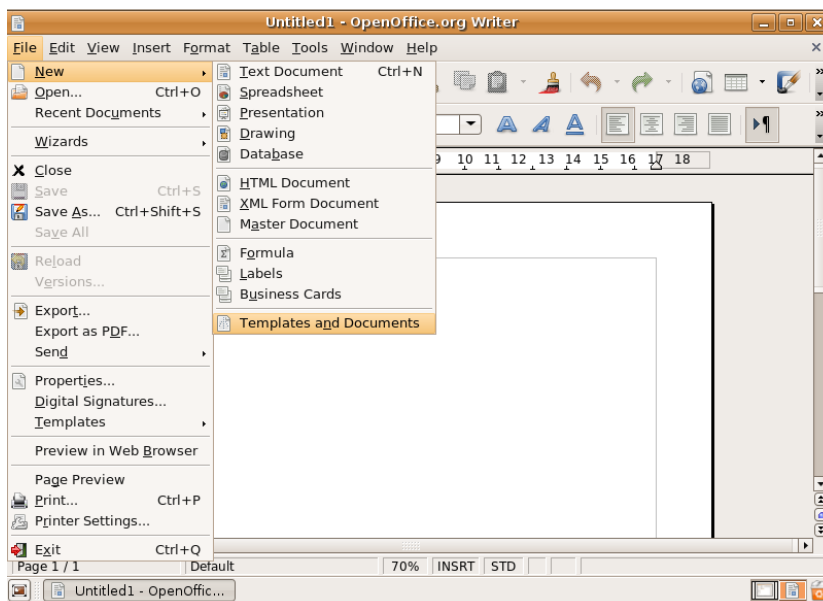 Untitled1 - OpenOffice.org Writer
File Edit View Insert Format Table Tools Window Help
New
Open... Ctrl+O
Recent Documents
Wizards
Close
Save Ctrl+S
Save As... Ctrl+Shift+S
Save All
Reload
Versions...
Export...
Export as PDF...
Send
Properties...
Digital Signatures...
Templates
Preview in Web Browser
Page Preview
Print... Ctrl+P
Printer Settings...
Exit Ctrl+Q
Text Document Ctrl+N
Spreadsheet
Presentation
Drawing
Database
HTML Document
XML Form Document
Master Document
Formula
Labels
Business Cards
Templates and Documents
9 10 11 12 13 14 15 16 17 18
Page 1 / 1 Default 70% INSRT STD
Untitled1 - OpenOffic...